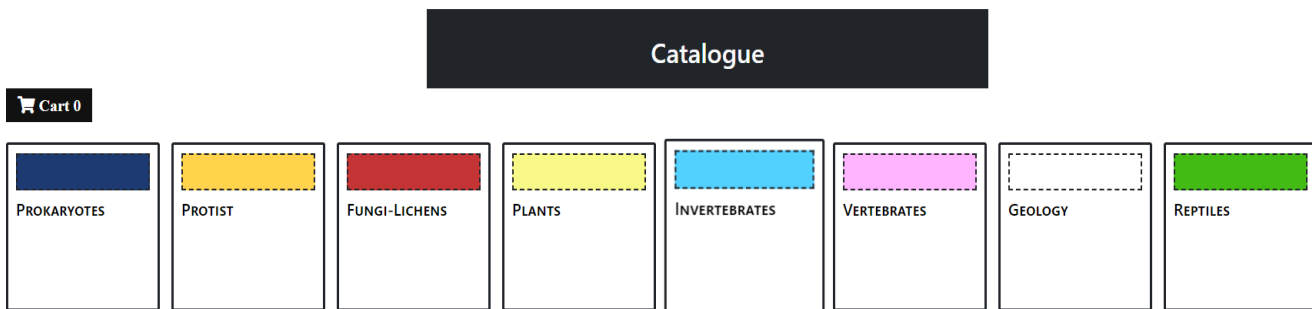 Catalogue
Cart 0
Prokaryotes
Protist
Fungi-Lichens
Plants
Invertebrates
Vertebrates
Geology
Reptiles